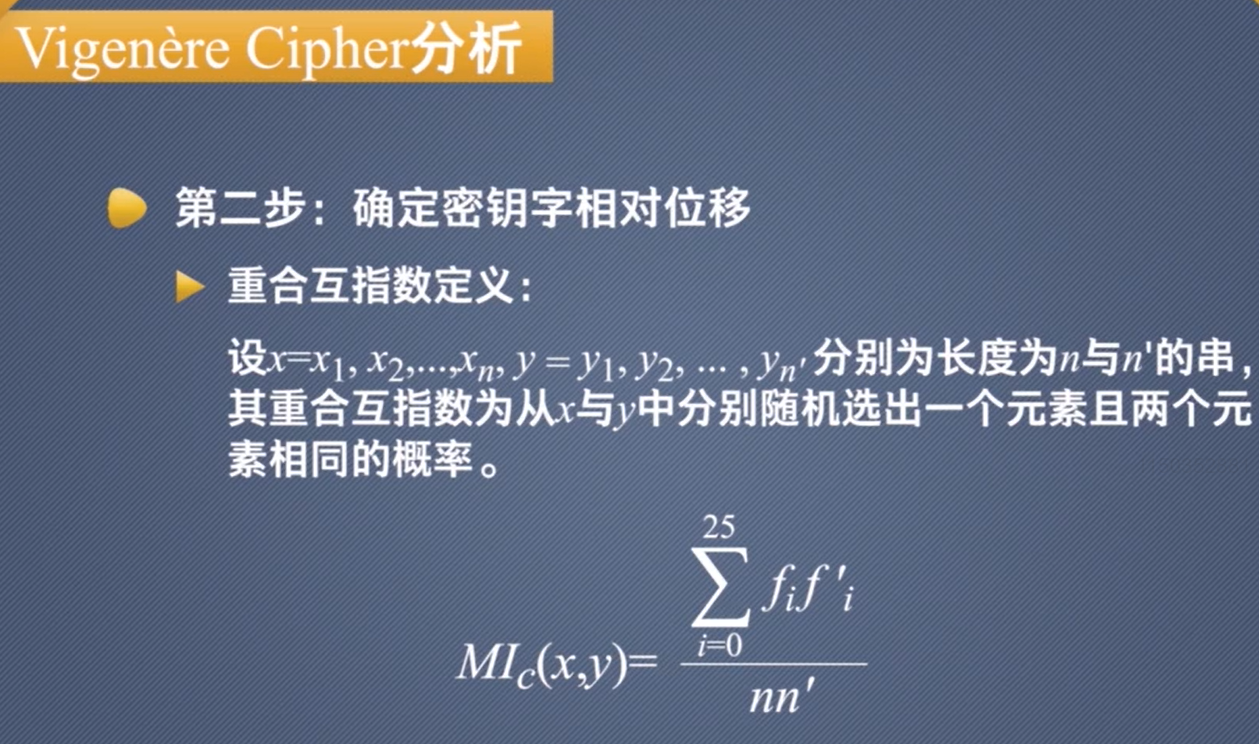 Vigenère Cipher分析
第二步：确定密钥字相对位移
重合互指数定义：
设x=x₁, x₂,...,xₙ, y = y₁, y₂, ... , yₙ′ 分别为长度为n与n'的串，
其重合互指数为从x与y中分别随机选出一个元素且两个元
素相同的概率。
25
∑ fᵢf ′ᵢ
i=0
MI_c(x,y)=
nn′